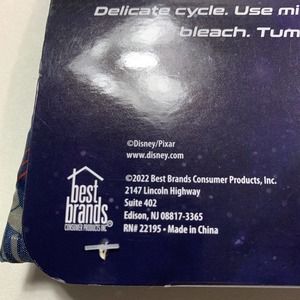 Delicate cycle. Use mi
bleach. Tum
©Disney/Pixar
www.disney.com
©2022 Best Brands Consumer Products, Inc.
2147 Lincoln Highway
Suite 402
Edison, NJ 08817-3365
RN# 22195 • Made in China
best
brands
CONSUMER PRODUCTS INC